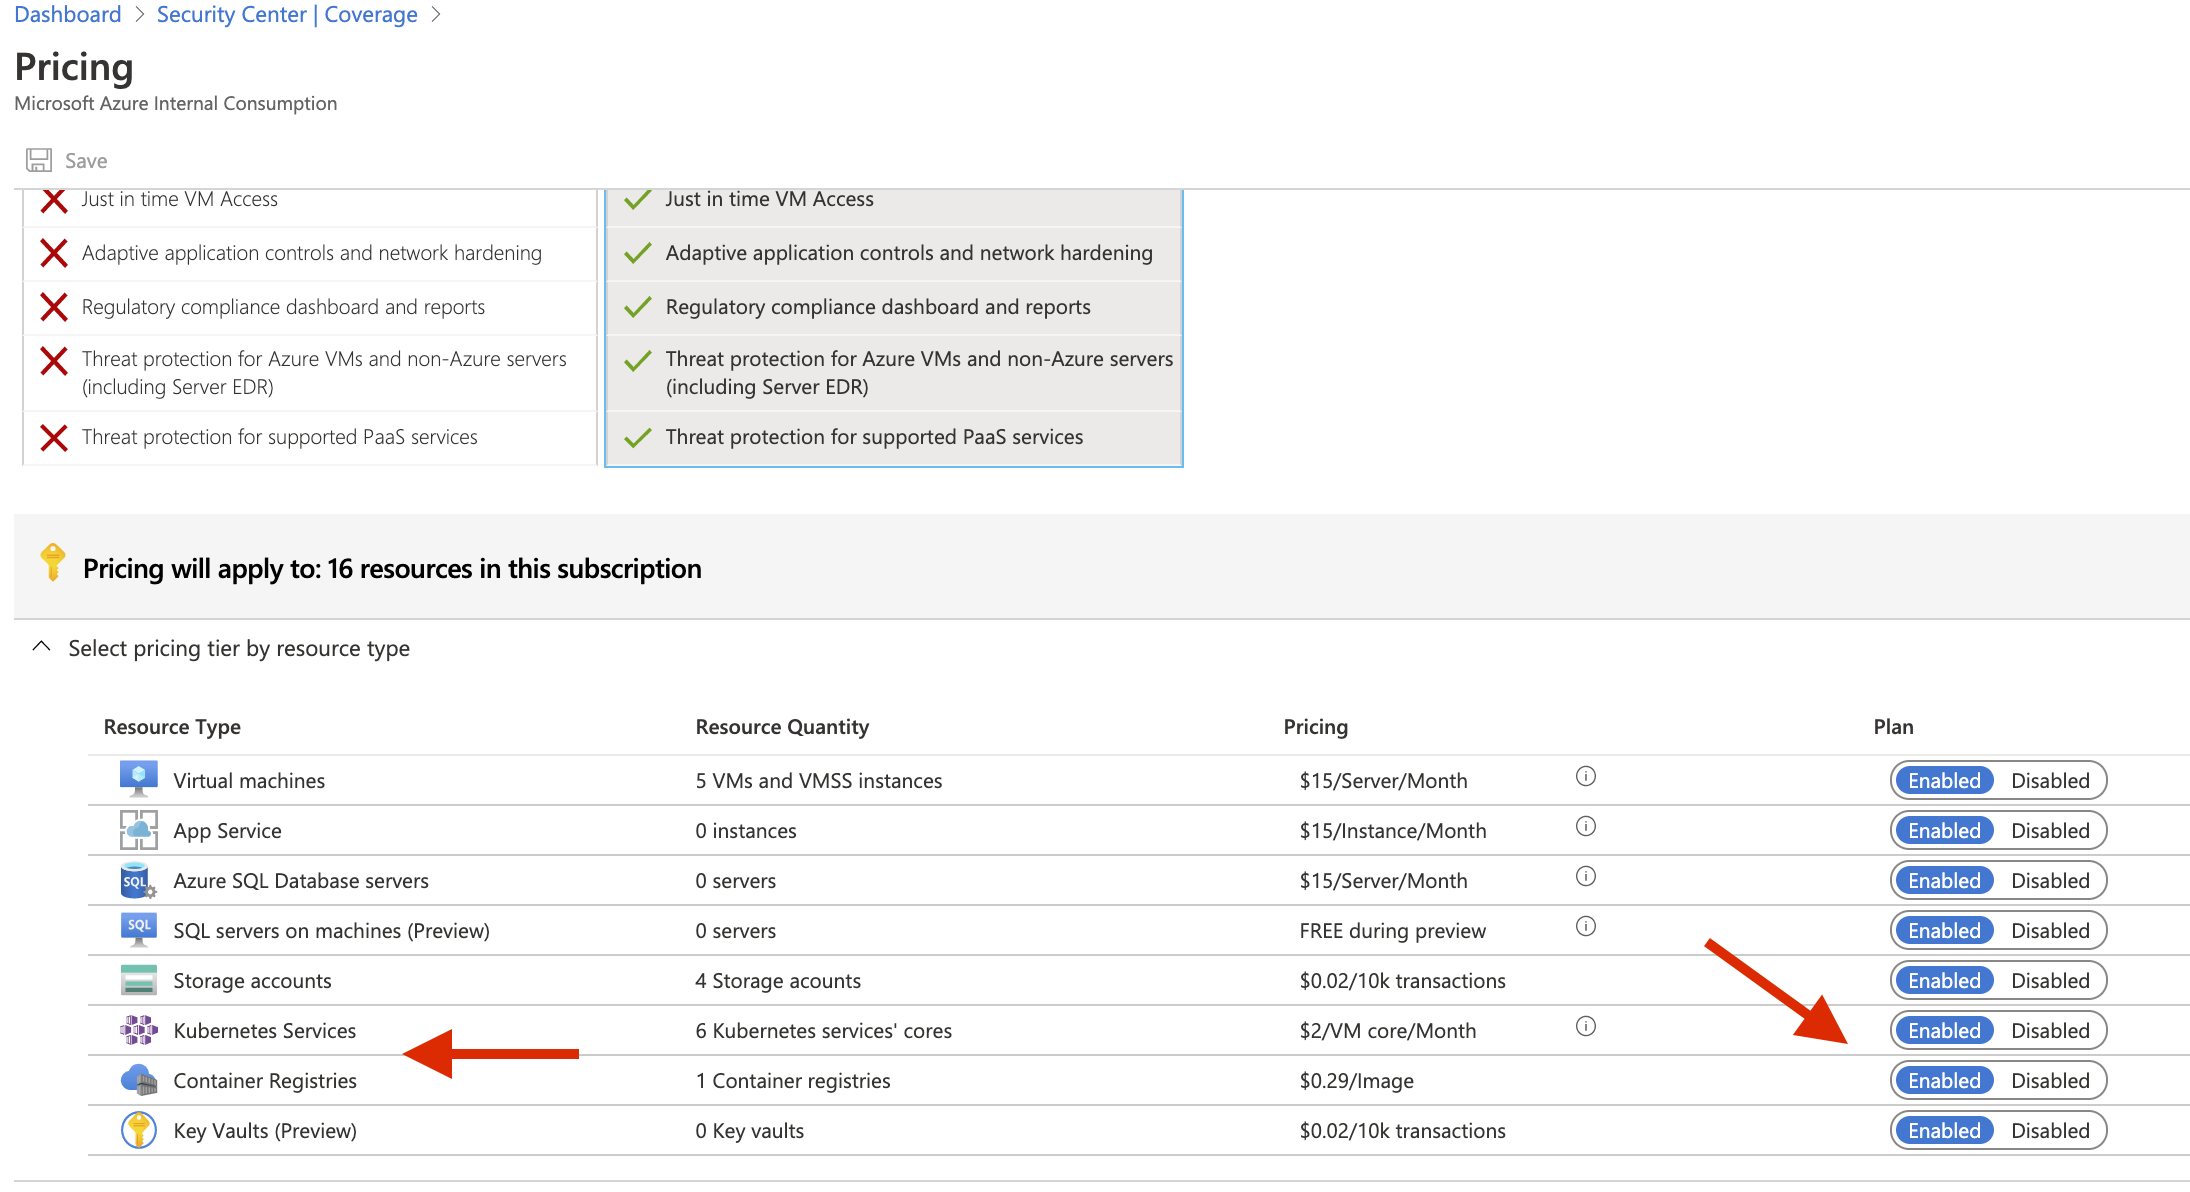 Dashboard > Security Center | Coverage >
Pricing
Microsoft Azure Internal Consumption
Save
Just in time VM Access
Just in time VM Access
Adaptive application controls and network hardening
Adaptive application controls and network hardening
Regulatory compliance dashboard and reports
Regulatory compliance dashboard and reports
Threat protection for Azure VMs and non-Azure servers
(including Server EDR)
Threat protection for Azure VMs and non-Azure servers
(including Server EDR)
Threat protection for supported PaaS services
Threat protection for supported PaaS services
Pricing will apply to: 16 resources in this subscription
Select pricing tier by resource type
Resource Type Resource Quantity Pricing Plan
Virtual machines 5 VMs and VMSS instances $15/Server/Month Enabled Disabled
App Service 0 instances $15/Instance/Month Enabled Disabled
SQL Azure SQL Database servers 0 servers $15/Server/Month Enabled Disabled
SQL SQL servers on machines (Preview) 0 servers FREE during preview Enabled Disabled
Storage accounts 4 Storage acounts $0.02/10k transactions Enabled Disabled
Kubernetes Services 6 Kubernetes services' cores $2/VM core/Month Enabled Disabled
Container Registries 1 Container registries $0.29/Image Enabled Disabled
Key Vaults (Preview) 0 Key vaults $0.02/10k transactions Enabled Disabled